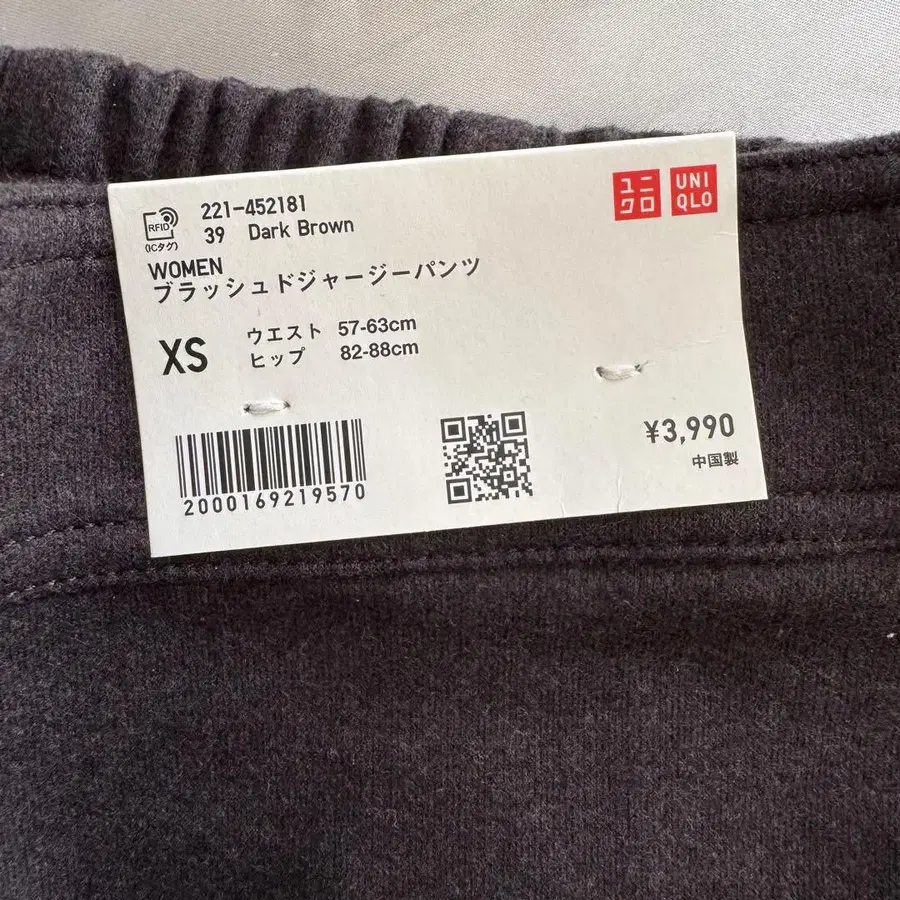 ユニクロ UNIQLO
RFID
(ICタグ)
221-452181
39 Dark Brown
WOMEN
ブラッシュドジャージーパンツ
XS
ウエスト 57-63cm
ヒップ 82-88cm
2000169219570
¥3,990
中国製